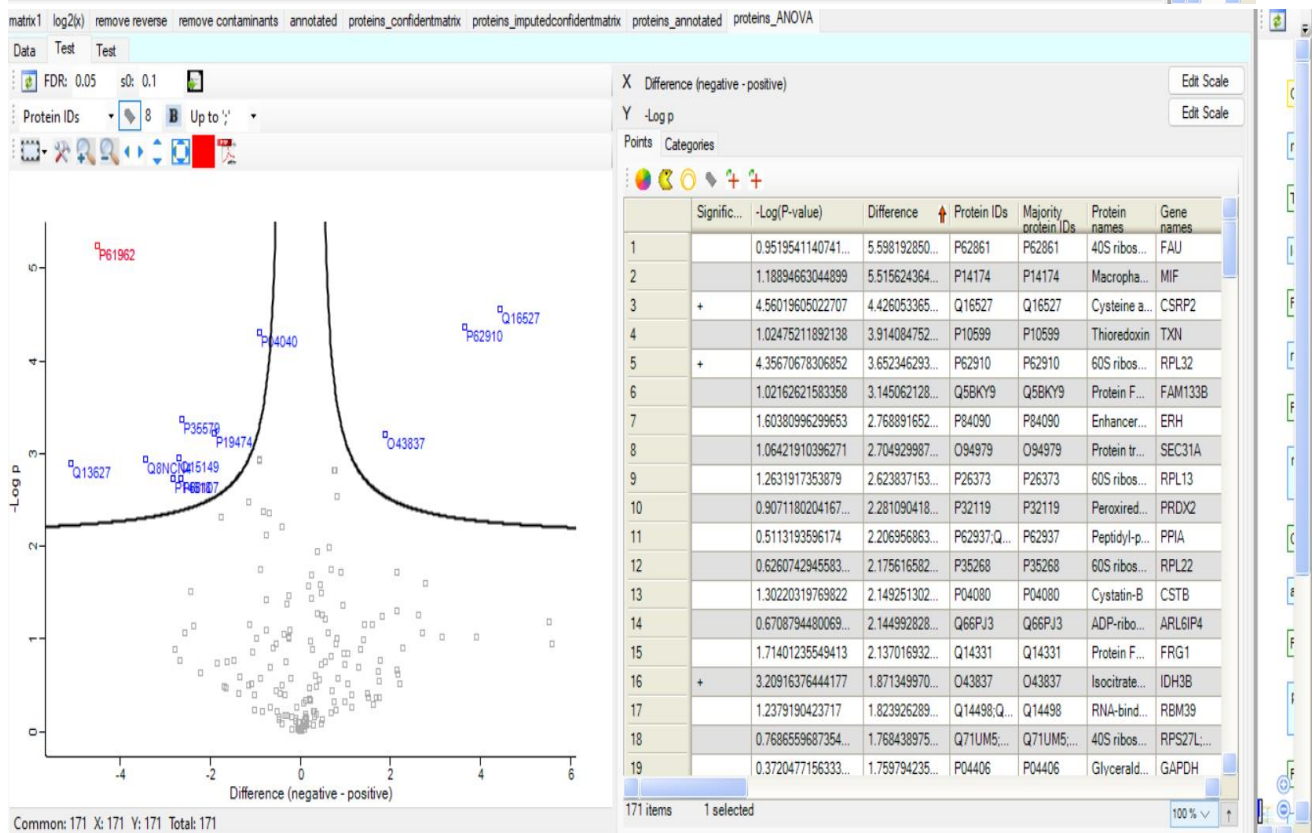 matrix1 log2(x) remove reverse remove contaminants annotated proteins_confidentmatrix proteins_imputedconfidentmatrix proteins_annotated proteins_ANOVA
Data Test Test
FDR: 0.05 s0: 0.1
Protein IDs 8 B Up to ';'
P61962
Q16527
P62910
P04040
P35579
P19474
O43837
Q13627
Q15149
-Log p
5
4
3
2
1
0
-4 -2 0 2 4 6
Difference (negative - positive)
Common: 171 X: 171 Y: 171 Total: 171
X Difference (negative - positive) Edit Scale
Y -Log p Edit Scale
Points Categories
Signific... -Log(P-value) Difference Protein IDs Majority protein IDs Protein names Gene names
1 0.9519541140741... 5.598192850... P62861 P62861 40S ribos... FAU
2 1.18894663044899 5.515624364... P14174 P14174 Macropha... MIF
3 + 4.56019605022707 4.426053365... Q16527 Q16527 Cysteine a... CSRP2
4 1.02475211892138 3.914084752... P10599 P10599 Thioredoxin TXN
5 + 4.35670678306852 3.652346293... P62910 P62910 60S ribos... RPL32
6 1.02162621583358 3.145062128... Q5BKY9 Q5BKY9 Protein F... FAM133B
7 1.60380996299653 2.768891652... P84090 P84090 Enhancer... ERH
8 1.06421910396271 2.704929987... O94979 O94979 Protein tr... SEC31A
9 1.2631917353879 2.623837153... P26373 P26373 60S ribos... RPL13
10 0.9071180204167... 2.281090418... P32119 P32119 Peroxired... PRDX2
11 0.5113193596174 2.206956863... P62937;Q... P62937 Peptidyl-p... PPIA
12 0.6260742945583... 2.175616582... P35268 P35268 60S ribos... RPL22
13 1.30220319769822 2.149251302... P04080 P04080 Cystatin-B CSTB
14 0.6708794480069... 2.144992828... Q66PJ3 Q66PJ3 ADP-ribo... ARL6IP4
15 1.71401235549413 2.137016932... Q14331 Q14331 Protein F... FRG1
16 + 3.20916376444177 1.871349970... O43837 O43837 Isocitrate... IDH3B
17 1.2379190423717 1.823926289... Q14498;Q... Q14498 RNA-bind... RBM39
18 0.7686559687354... 1.768438975... Q71UM5;... Q71UM5;... 40S ribos... RPS27L;...
19 0.3720477156333... 1.759794235... P04406 P04406 Glycerald... GAPDH
171 items 1 selected
100 %